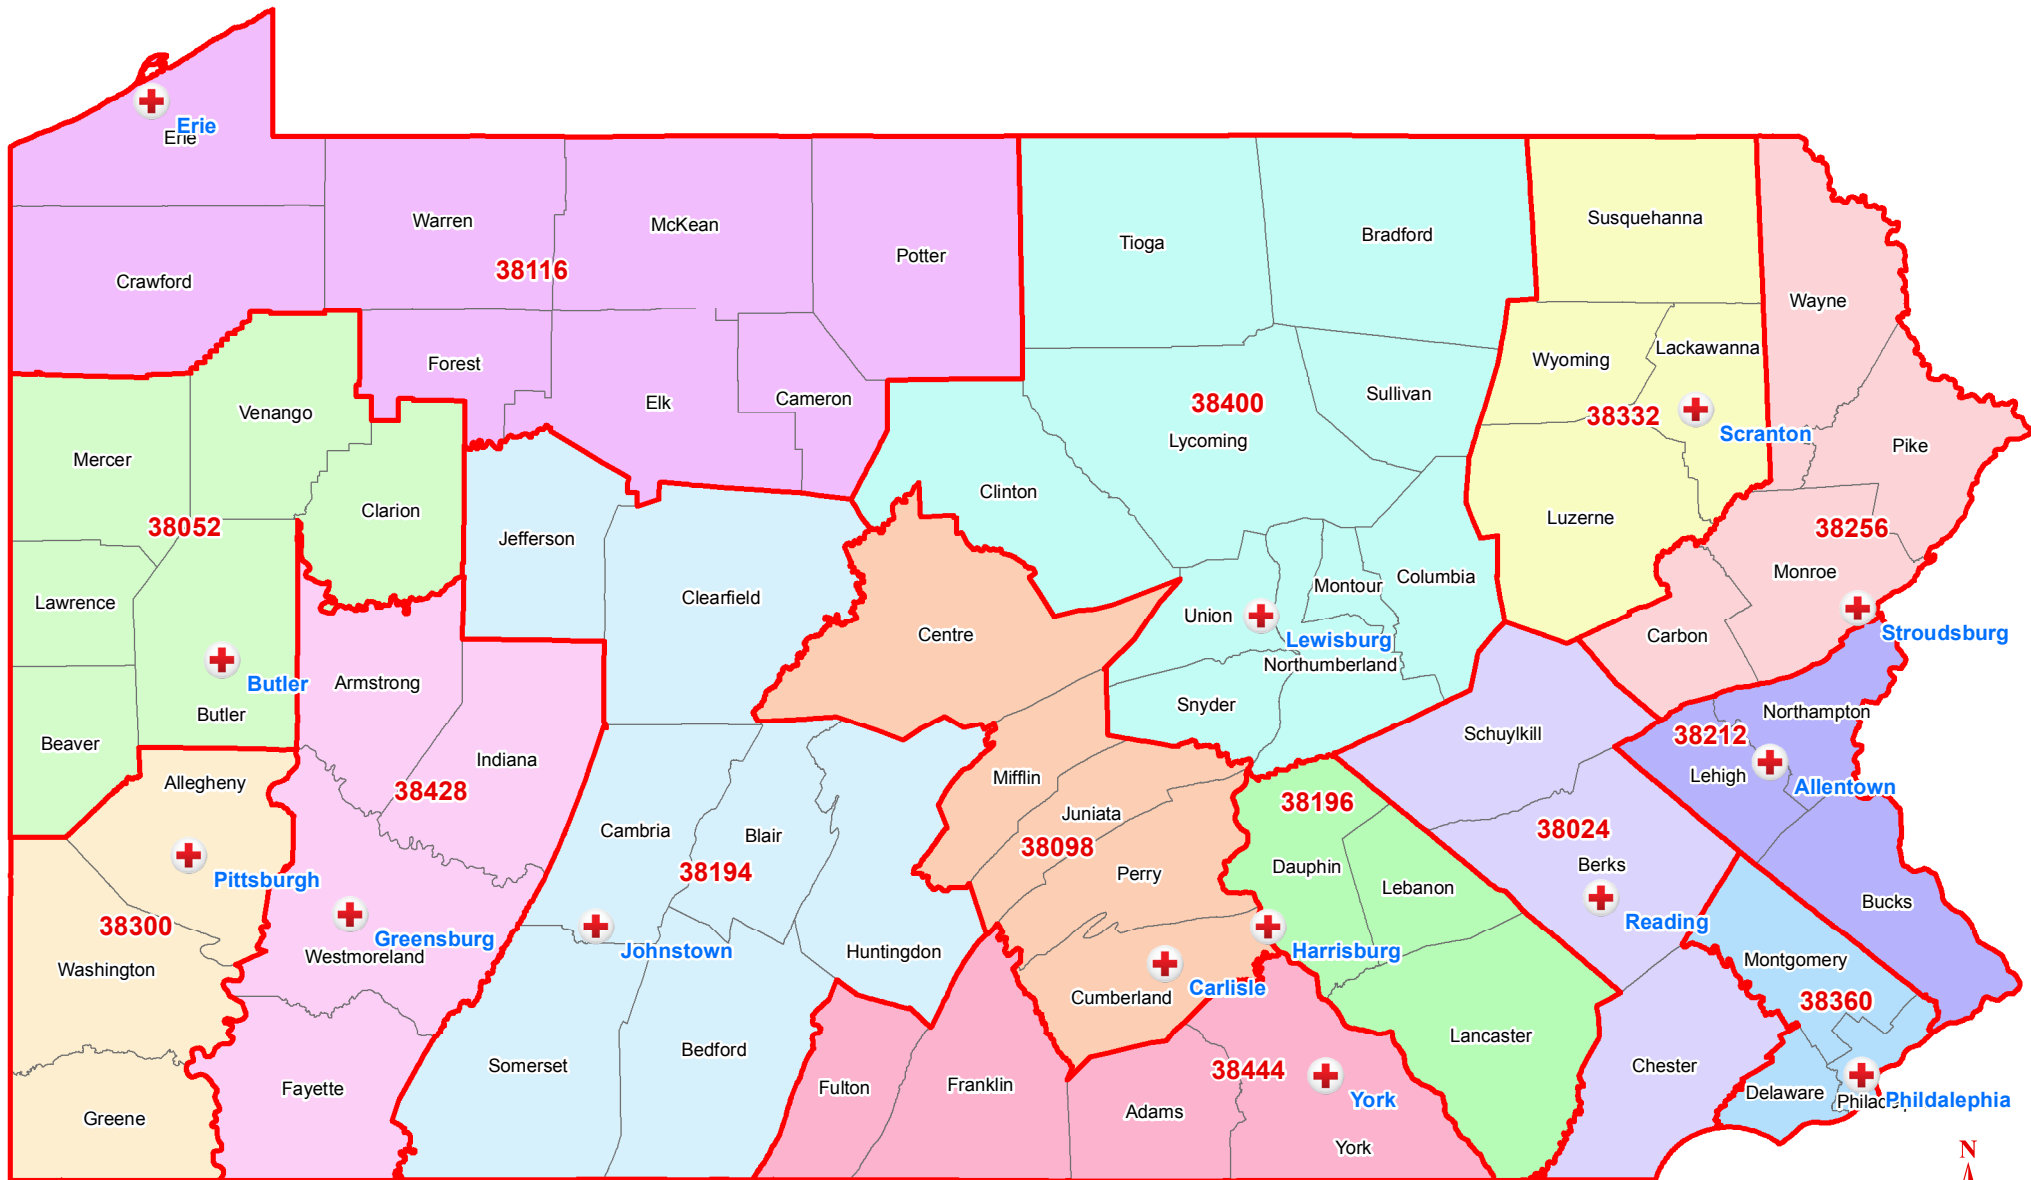 Erie
Erie
Warren
McKean
Potter
Crawford
38116
Tioga
Bradford
Susquehanna
Wayne
Forest
Elk
Cameron
Venango
Mercer
Clarion
38052
Lawrence
Butler
Butler
Beaver
Jefferson
Clearfield
Centre
Clinton
38400
Lycoming
Sullivan
Wyoming
Lackawanna
38332
Scranton
Luzerne
Pike
38256
Monroe
Carbon
Stroudsburg
Union
Montour
Columbia
Lewisburg
Northumberland
Snyder
Armstrong
Indiana
38428
Allegheny
Pittsburgh
38300
Washington
Greene
Greensburg
Westmoreland
Fayette
Cambria
Blair
38194
Johnstown
Huntingdon
Somerset
Bedford
Mifflin
Juniata
38098
Perry
Cumberland
Carlisle
38196
Dauphin
Lebanon
Harrisburg
Lancaster
Schuylkill
38024
Berks
Reading
Chester
Northampton
38212
Lehigh
Allentown
Bucks
Montgomery
38360
Delaware
Phildalephia
Fulton
Franklin
Adams
38444
York
York
N